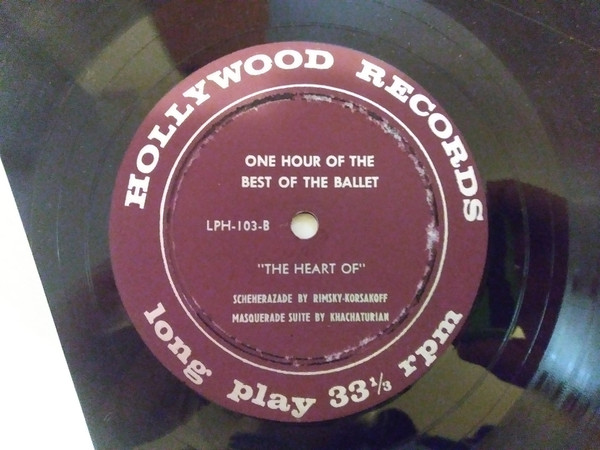 HOLLYWOOD RECORDS
ONE HOUR OF THE
BEST OF THE BALLET
LPH-103-B
"THE HEART OF"
SCHEHERAZADE BY RIMSKY-KORSAKOFF
MASQUERADE SUITE BY KHACHATURIAN
long play 33⅓ rpm